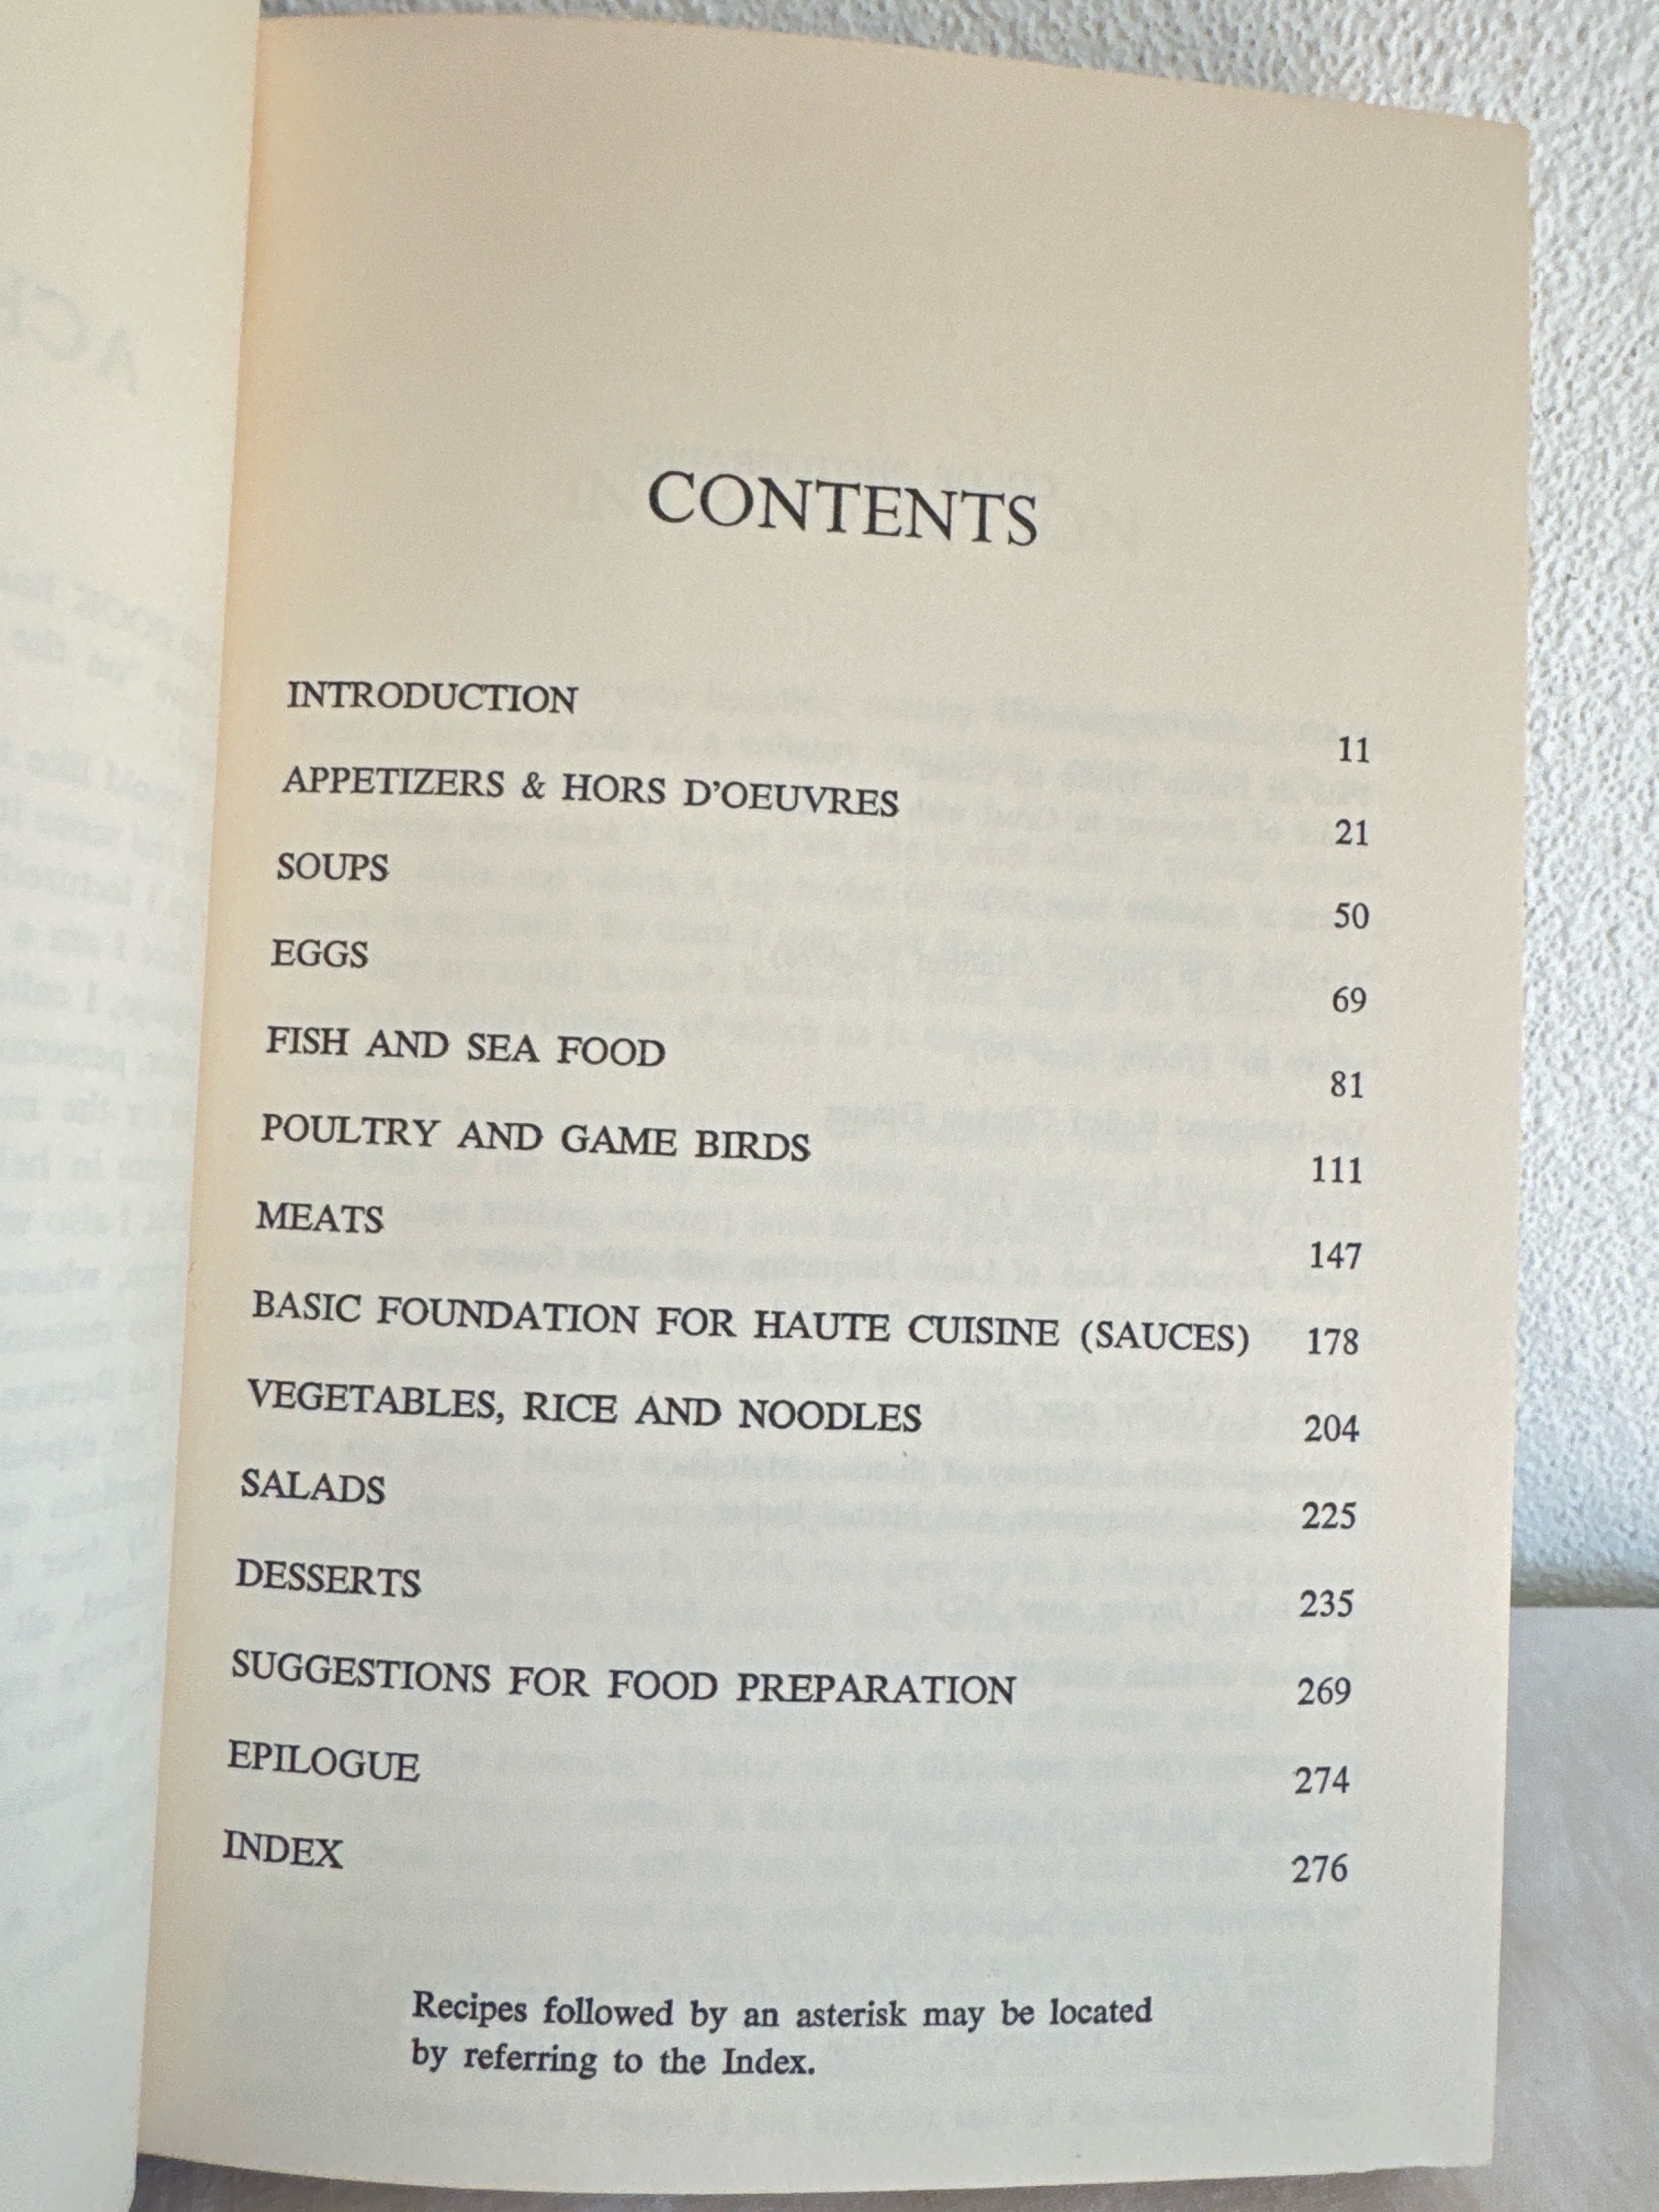 CONTENTS
INTRODUCTION 11
APPETIZERS & HORS D'OEUVRES 21
SOUPS 50
EGGS 69
FISH AND SEA FOOD 81
POULTRY AND GAME BIRDS 111
MEATS 147
BASIC FOUNDATION FOR HAUTE CUISINE (SAUCES) 178
VEGETABLES, RICE AND NOODLES 204
SALADS 225
DESSERTS 235
SUGGESTIONS FOR FOOD PREPARATION 269
EPILOGUE 274
INDEX 276
Recipes followed by an asterisk may be located
by referring to the Index.